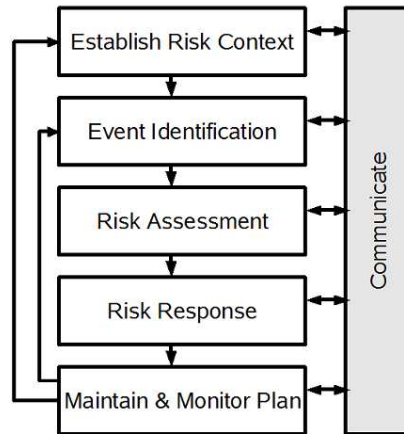 Establish Risk Context
Event Identification
Risk Assessment
Risk Response
Maintain & Monitor Plan
Communicate